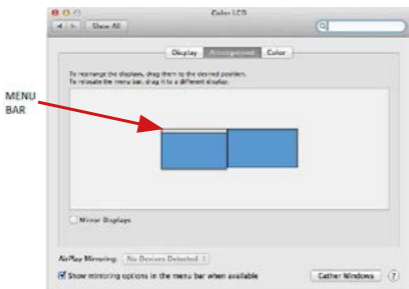 Color LCD
Show All
Display Arrangement Color
To rearrange the displays, drag them to the desired position.
To relocate the menu bar, drag it to a different display.
MENU
BAR
Mirror Displays
AirPlay Mirroring: No Devices Detected
Show mirroring options in the menu bar when available
Gather Windows ?